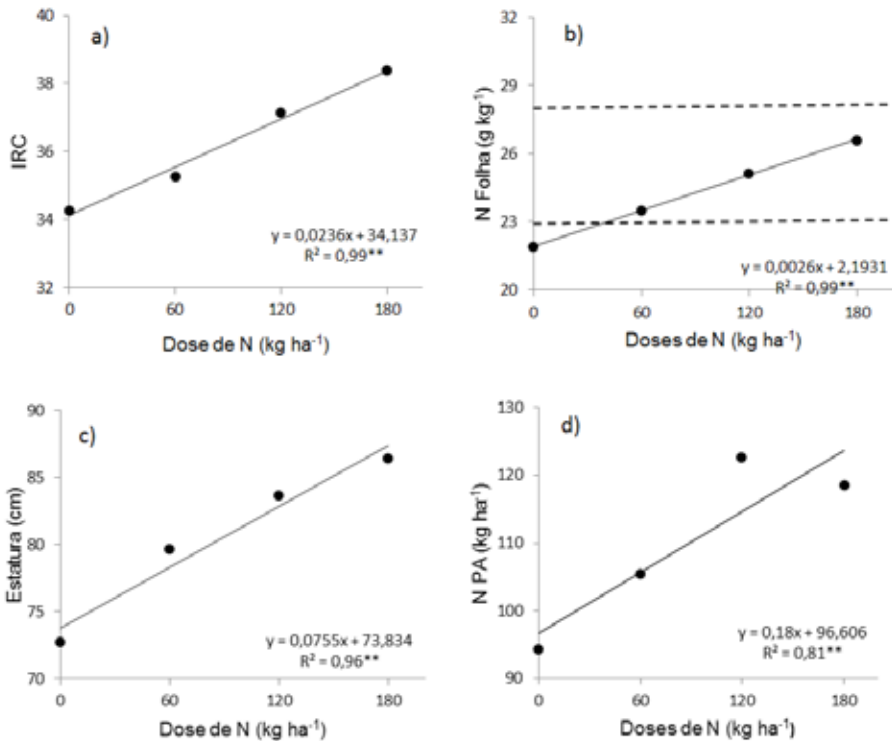 a)
40
38
36
34
32
IRC
0 60 120 180
Dose de N (kg ha⁻¹)
y = 0,0236x + 34,137
R² = 0,99**
b)
32
29
26
23
20
N Folha (g kg⁻¹)
0 60 120 180
Doses de N (kg ha⁻¹)
y = 0,0026x + 2,1931
R² = 0,99**
c)
90
85
80
75
70
Estatura (cm)
0 60 120 180
Dose de N (kg ha⁻¹)
y = 0,0755x + 73,834
R² = 0,96**
d)
130
120
110
100
90
N PA (kg ha⁻¹)
0 60 120 180
Doses de N (kg ha⁻¹)
y = 0,18x + 96,606
R² = 0,81**